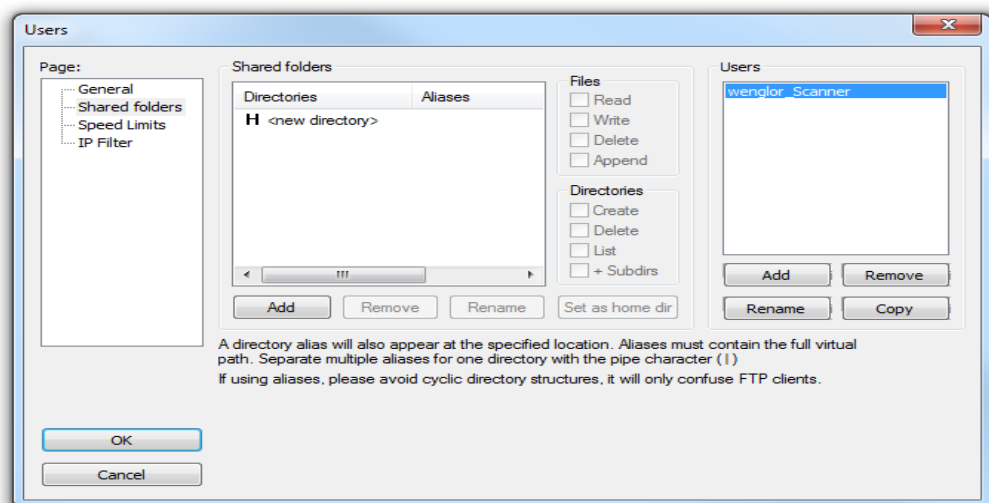 Users
Page:
General
Shared folders
Speed Limits
IP Filter
OK
Cancel
Shared folders
Directories Aliases
H <new directory>
Add Remove Rename Set as home dir
Files
Read
Write
Delete
Append
Directories
Create
Delete
List
+ Subdirs
Users
wenglor_Scanner
Add Remove
Rename Copy
A directory alias will also appear at the specified location. Aliases must contain the full virtual
path. Separate multiple aliases for one directory with the pipe character ( | )
If using aliases, please avoid cyclic directory structures, it will only confuse FTP clients.